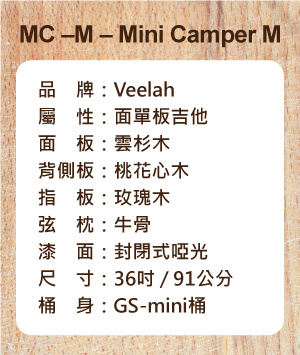 MC –M – Mini Camper M
品　牌：Veelah
屬　性：面單板吉他
面　板：雲杉木
背側板：桃花心木
指　板：玫瑰木
弦　枕：牛骨
漆　面：封閉式啞光
尺　寸：36吋 / 91公分
桶　身：GS-mini桶